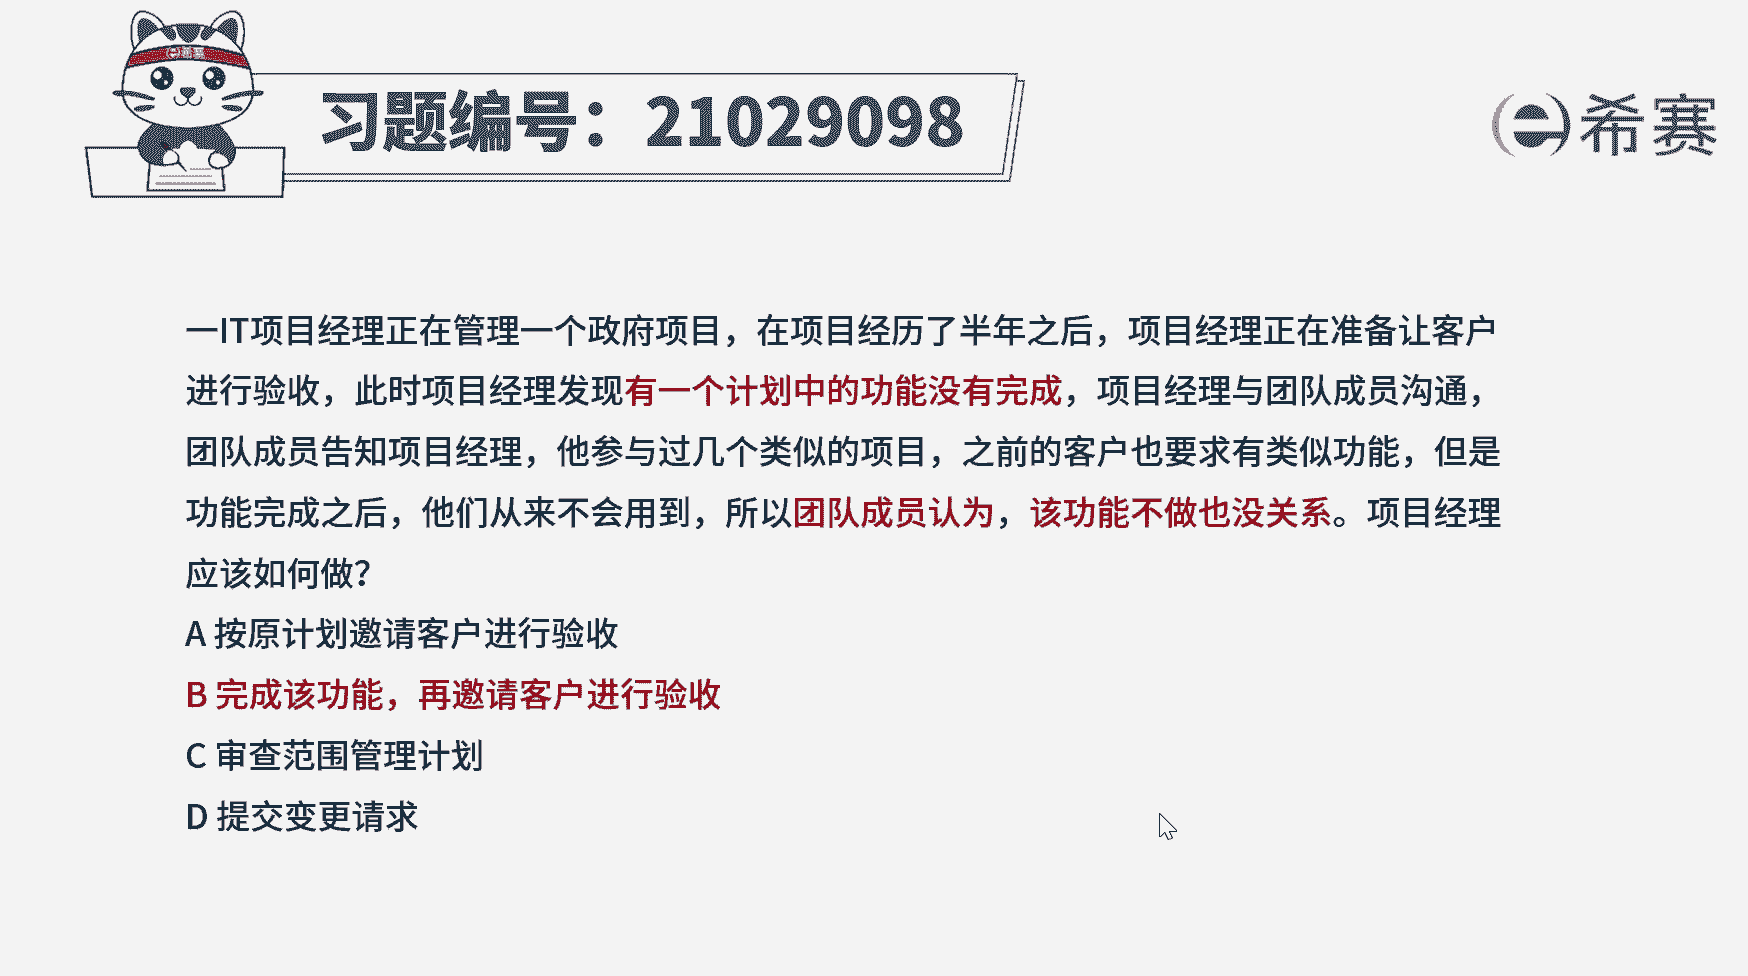 习题编号：21029098
希赛
一IT项目经理正在管理一个政府项目，在项目经历了半年之后，项目经理正在准备让客户
进行验收，此时项目经理发现有一个计划中的功能没有完成，项目经理与团队成员沟通，
团队成员告知项目经理，他参与过几个类似的项目，之前的客户也要求有类似功能，但是
功能完成之后，他们从来不会用到，所以团队成员认为，该功能不做也没关系。项目经理
应该如何做？
A 按原计划邀请客户进行验收
B 完成该功能，再邀请客户进行验收
C 审查范围管理计划
D 提交变更请求